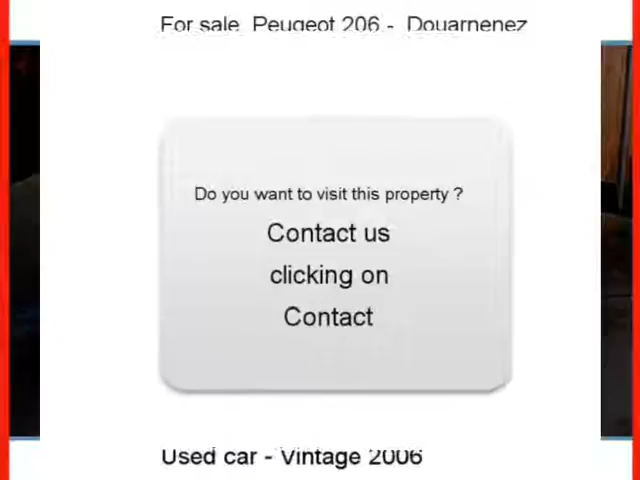 For sale Peugeot 206 - Douarnenez
Do you want to visit this property ?
Contact us
clicking on
Contact
Used car - Vintage 2006